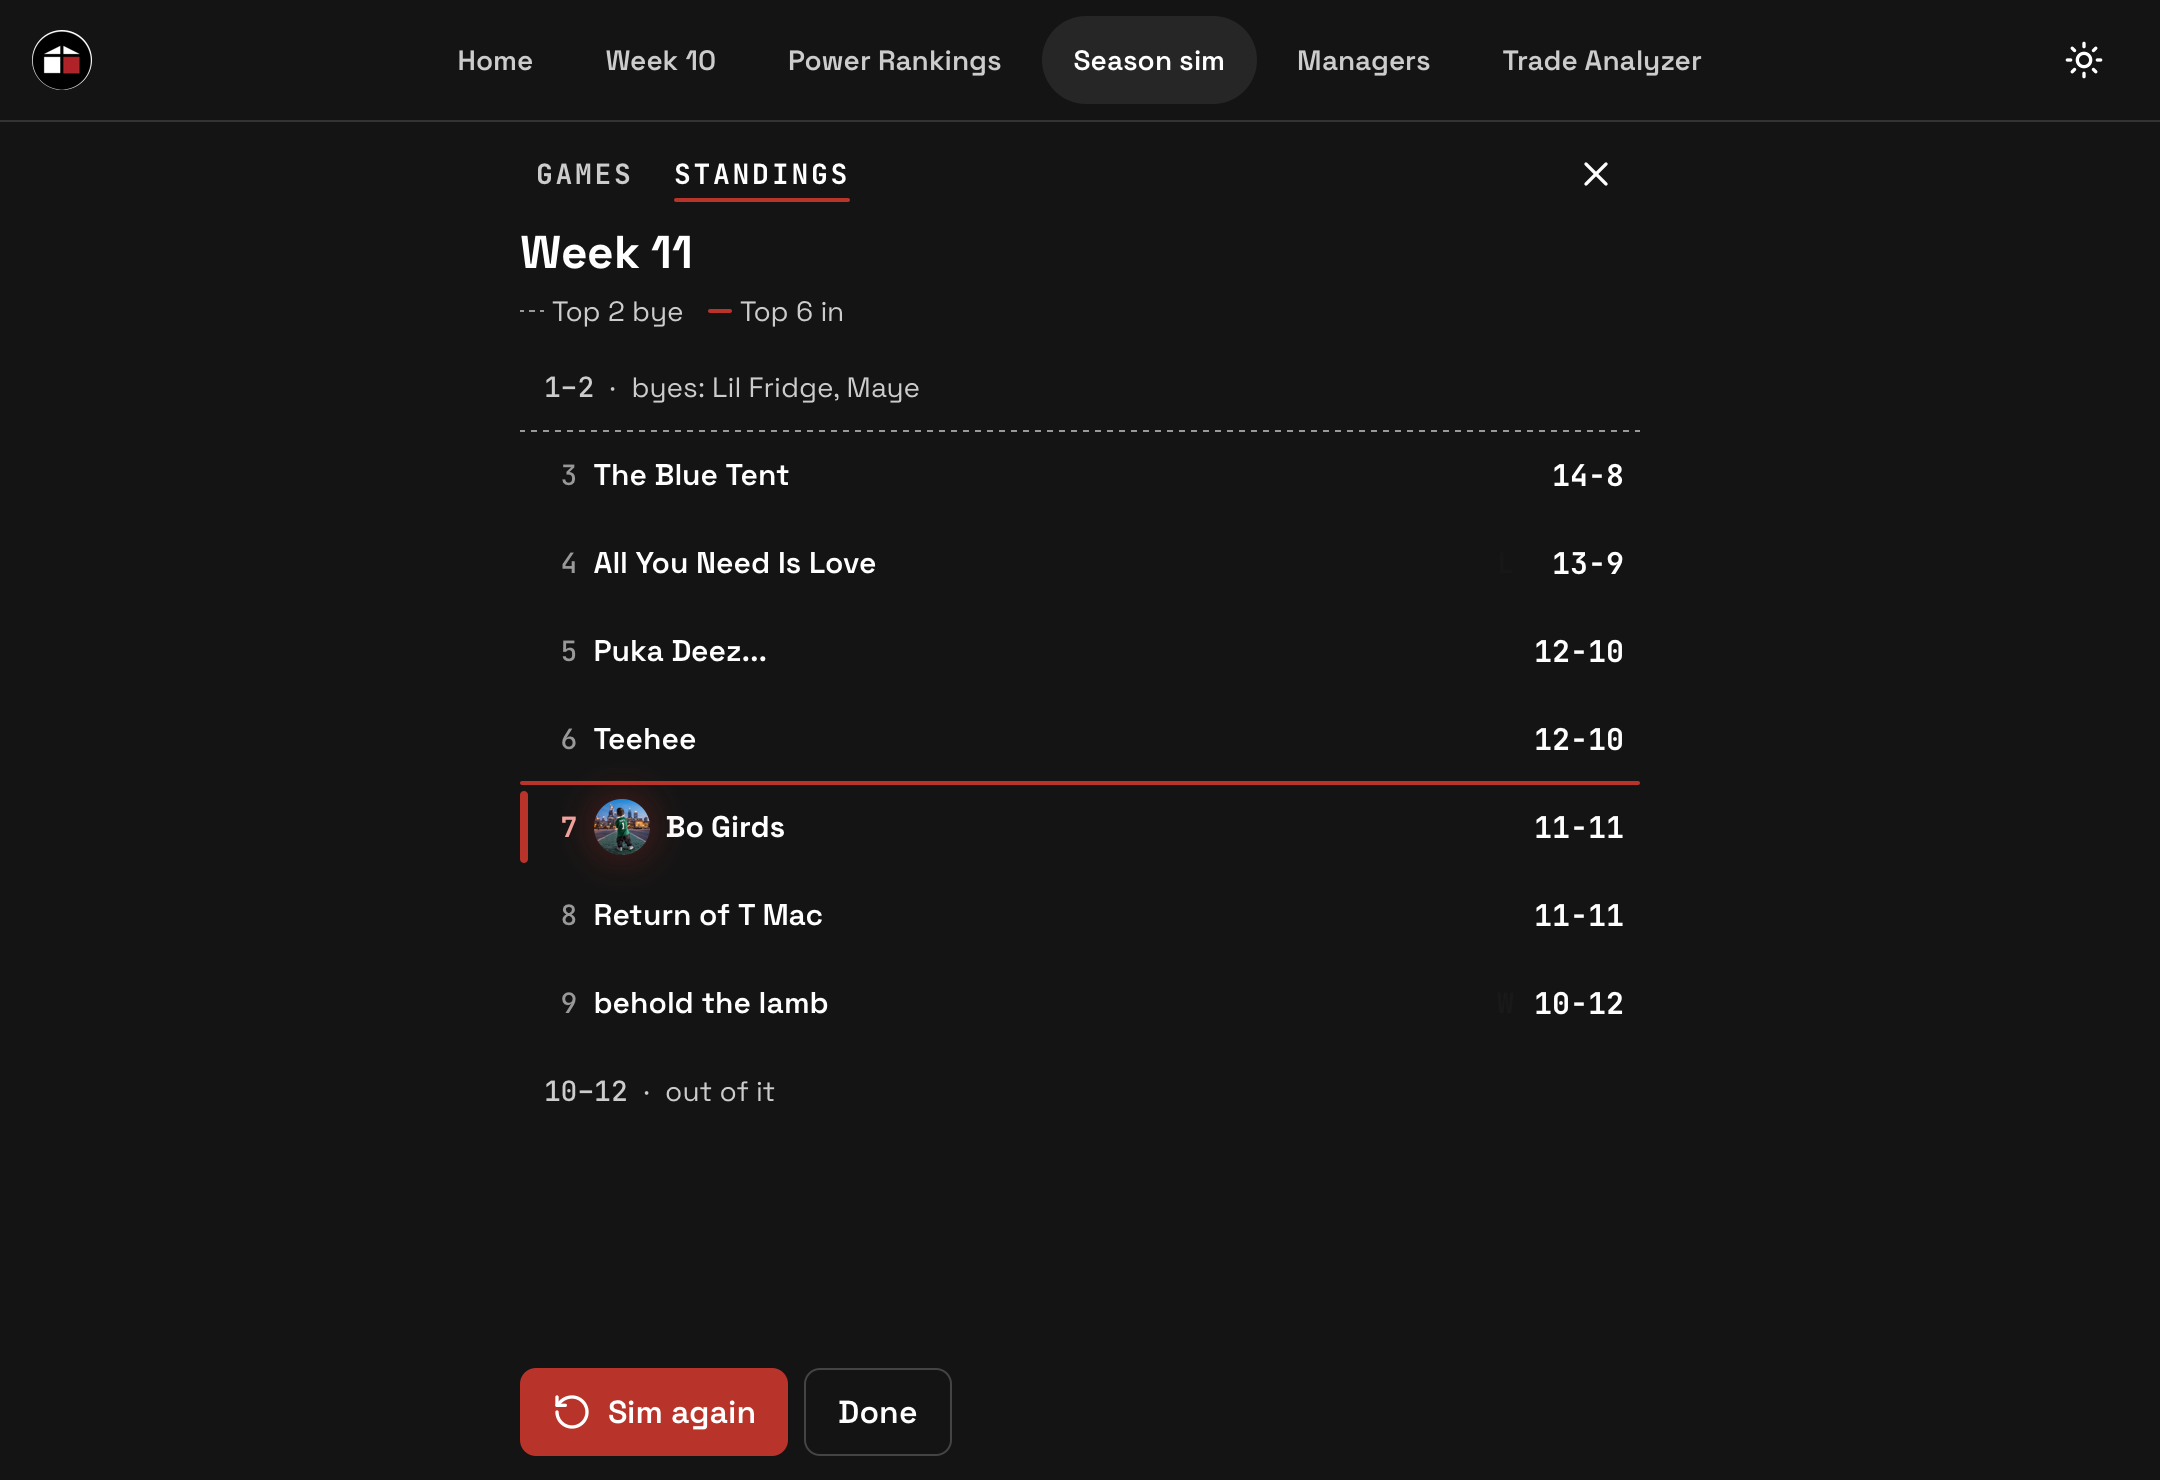 Home Week 10 Power Rankings Season sim Managers Trade Analyzer
GAMES STANDINGS
Week 11
Top 2 bye Top 6 in
1–2 · byes: Lil Fridge, Maye
3 The Blue Tent 14-8
4 All You Need Is Love L 13-9
5 Puka Deez... 12-10
6 Teehee 12-10
7 Bo Girds 11-11
8 Return of T Mac 11-11
9 behold the lamb W 10-12
10–12 · out of it
Sim again Done